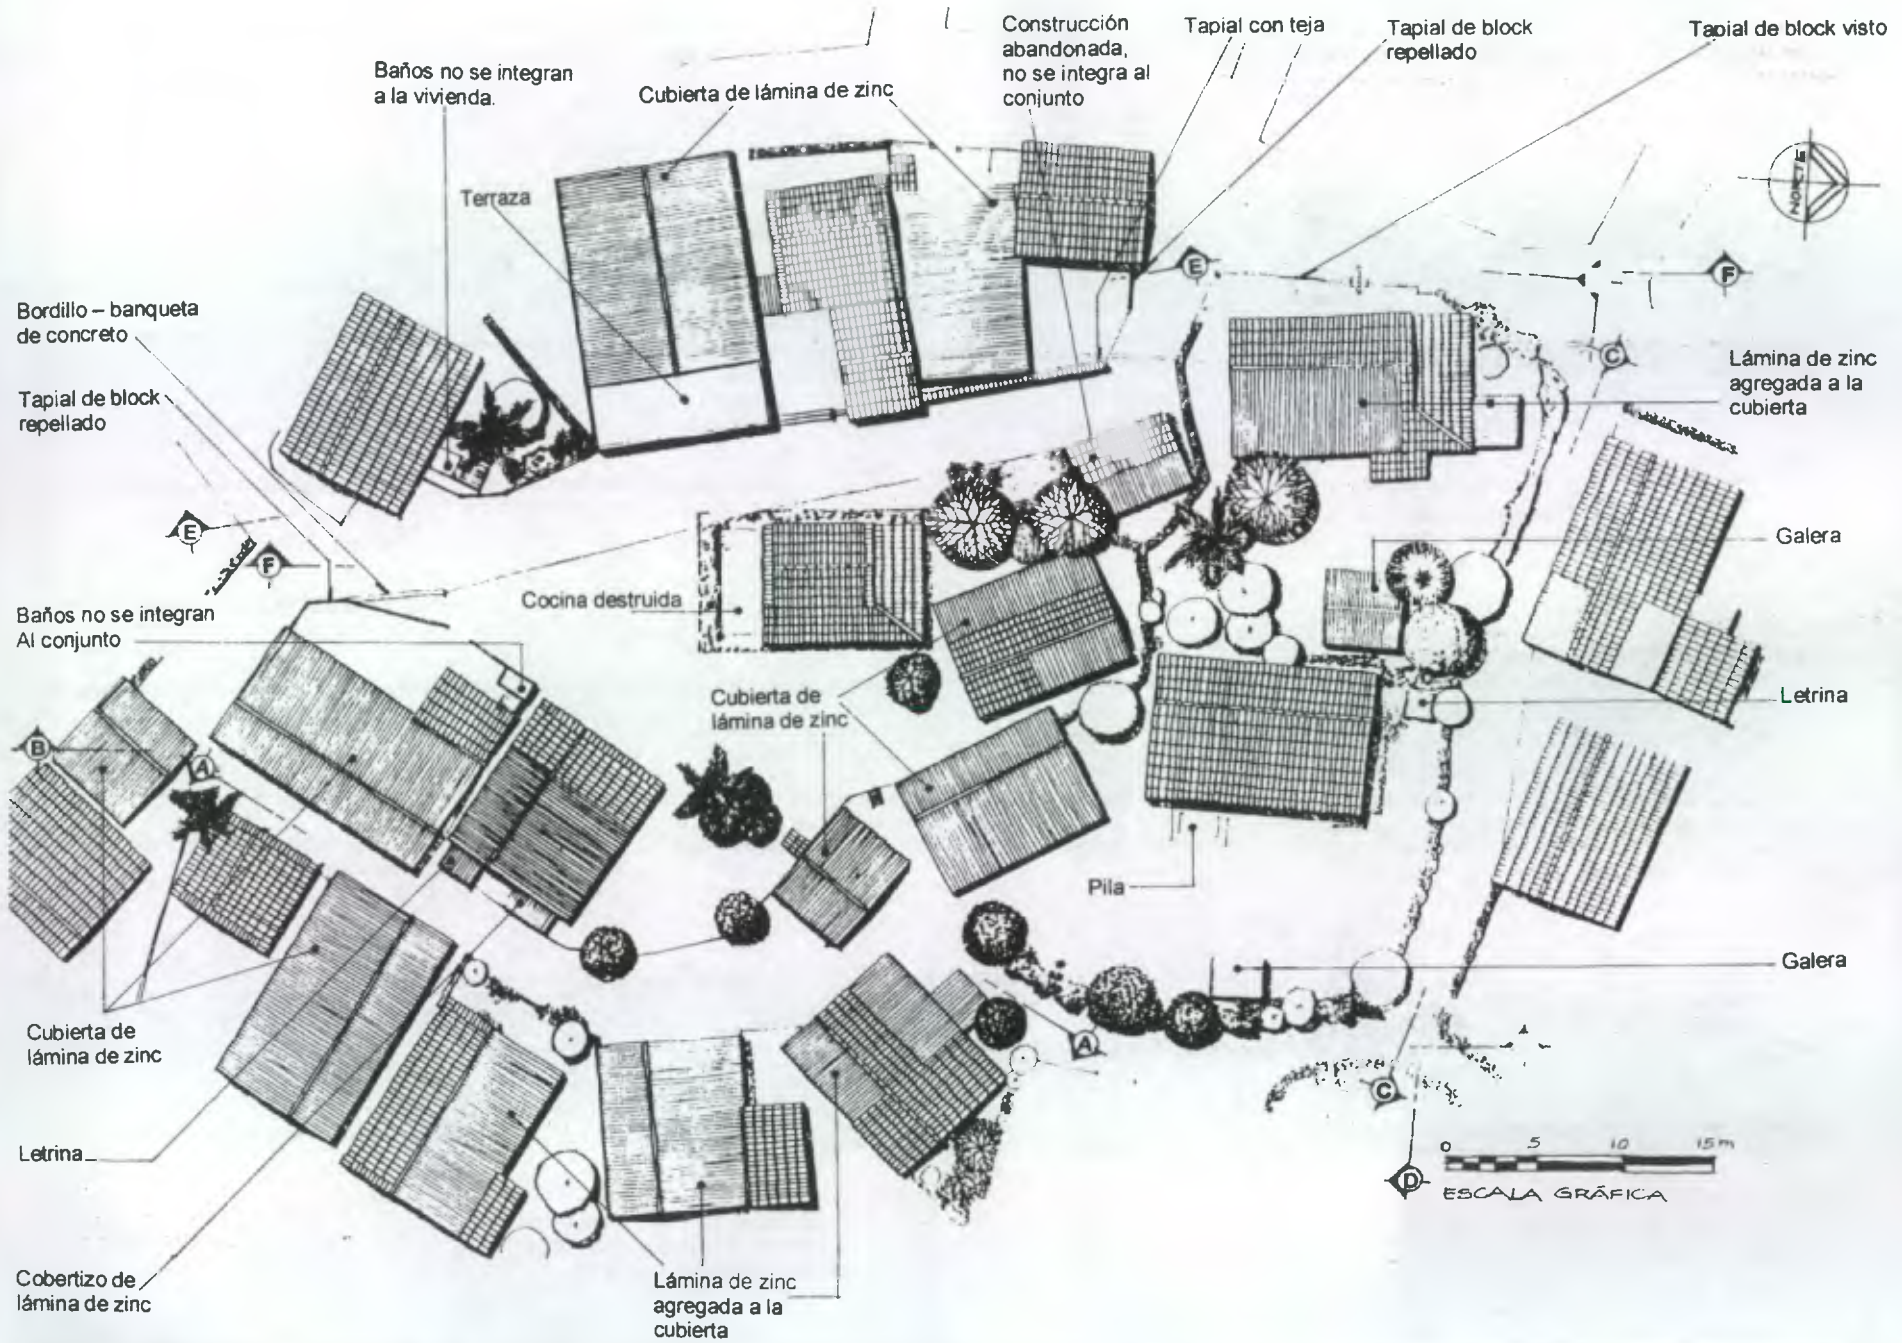 Construcción
abandonada,
no se integra al
conjunto
Tapial con teja
Tapial de block
repellado
Tapial de block visto
Baños no se integran
a la vivienda.
Cubierta de lámina de zinc
NORTE
Terraza
E
F
Bordillo – banqueta
de concreto
C
Lámina de zinc
agregada a la
cubierta
Tapial de block
repellado
E
F
Galera
Cocina destruida
Baños no se integran
Al conjunto
Cubierta de
lámina de zinc
Letrina
B
A
Pila
Galera
Cubierta de
lámina de zinc
A
C
Letrina
0 5 10 15 m
D
ESCALA GRÁFICA
Cobertizo de
lámina de zinc
Lámina de zinc
agregada a la
cubierta